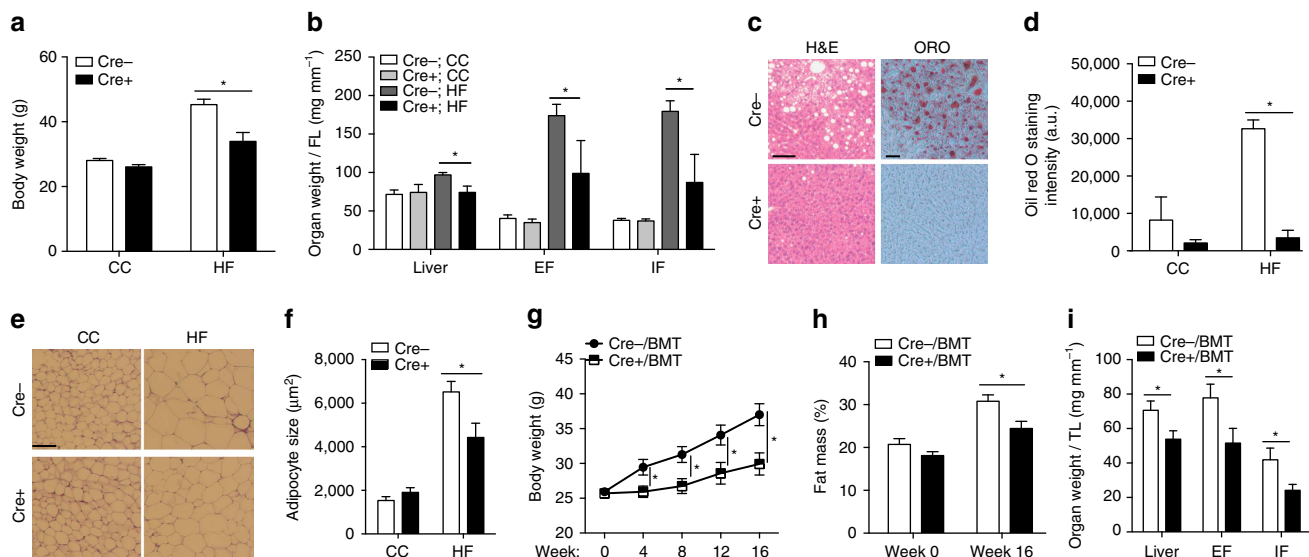 a
Body weight (g)
60
40
20
0
Cre–
Cre+
*
CC
HF
b
Organ weight / FL (mg mm⁻¹)
250
200
150
100
50
0
Cre–; CC
Cre+; CC
Cre–; HF
Cre+; HF
*
*
*
Liver
EF
IF
c
H&E
ORO
Cre–
Cre+
d
Oil red O staining
intensity (a.u.)
50,000
40,000
30,000
20,000
10,000
0
Cre–
Cre+
*
CC
HF
e
CC
HF
Cre–
Cre+
f
Adipocyte size (μm²)
8,000
6,000
4,000
2,000
0
Cre–
Cre+
*
CC
HF
g
Cre–/BMT
Cre+/BMT
Body weight (g)
45
40
35
30
25
20
*
*
*
*
Week:
0
4
8
12
16
h
Cre–/BMT
Cre+/BMT
Fat mass (%)
40
30
20
10
0
*
Week 0
Week 16
i
Cre–/BMT
Cre+/BMT
Organ weight / TL (mg mm⁻¹)
100
80
60
40
20
0
*
*
*
Liver
EF
IF